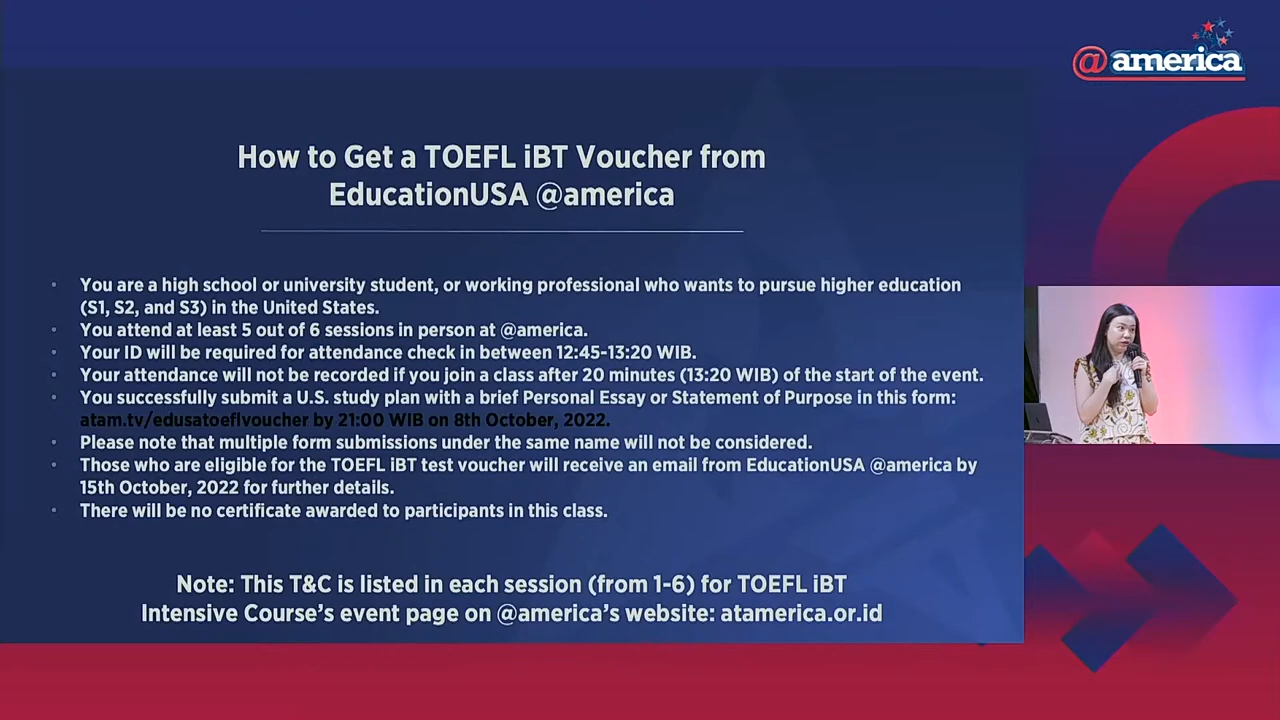 @america
How to Get a TOEFL iBT Voucher from
EducationUSA @america
• You are a high school or university student, or working professional who wants to pursue higher education
(S1, S2, and S3) in the United States.
• You attend at least 5 out of 6 sessions in person at @america.
• Your ID will be required for attendance check in between 12:45-13:20 WIB.
• Your attendance will not be recorded if you join a class after 20 minutes (13:20 WIB) of the start of the event.
• You successfully submit a U.S. study plan with a brief Personal Essay or Statement of Purpose in this form:
atam.tv/edusatoeflvoucher by 21:00 WIB on 8th October, 2022.
• Please note that multiple form submissions under the same name will not be considered.
• Those who are eligible for the TOEFL iBT test voucher will receive an email from EducationUSA @america by
15th October, 2022 for further details.
• There will be no certificate awarded to participants in this class.
Note: This T&C is listed in each session (from 1-6) for TOEFL iBT
Intensive Course’s event page on @america’s website: atamerica.or.id